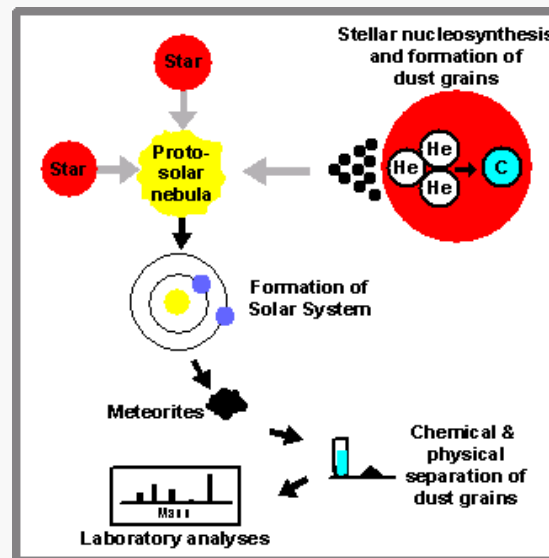 Stellar nucleosynthesis
and formation of
dust grains
Star
Star
Proto-
solar
nebula
He
He
He
C
Formation of
Solar System
Meteorites
Chemical &
physical
separation of
dust grains
Mass
Laboratory analyses